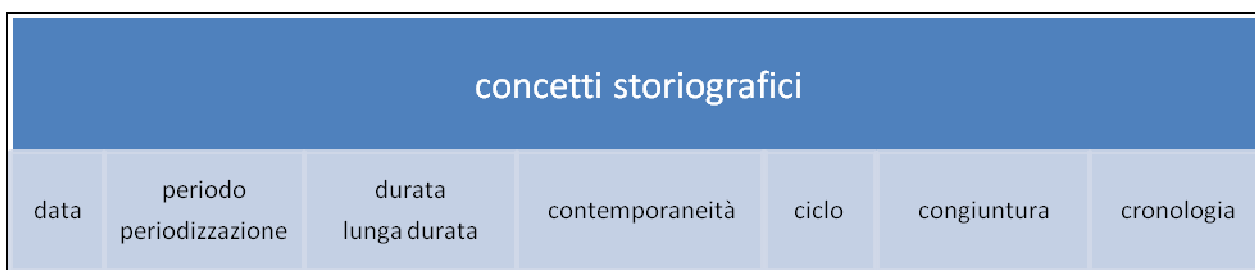 concetti storiografici
data
periodo
periodizzazione
durata
lunga durata
contemporaneità
ciclo
congiuntura
cronologia